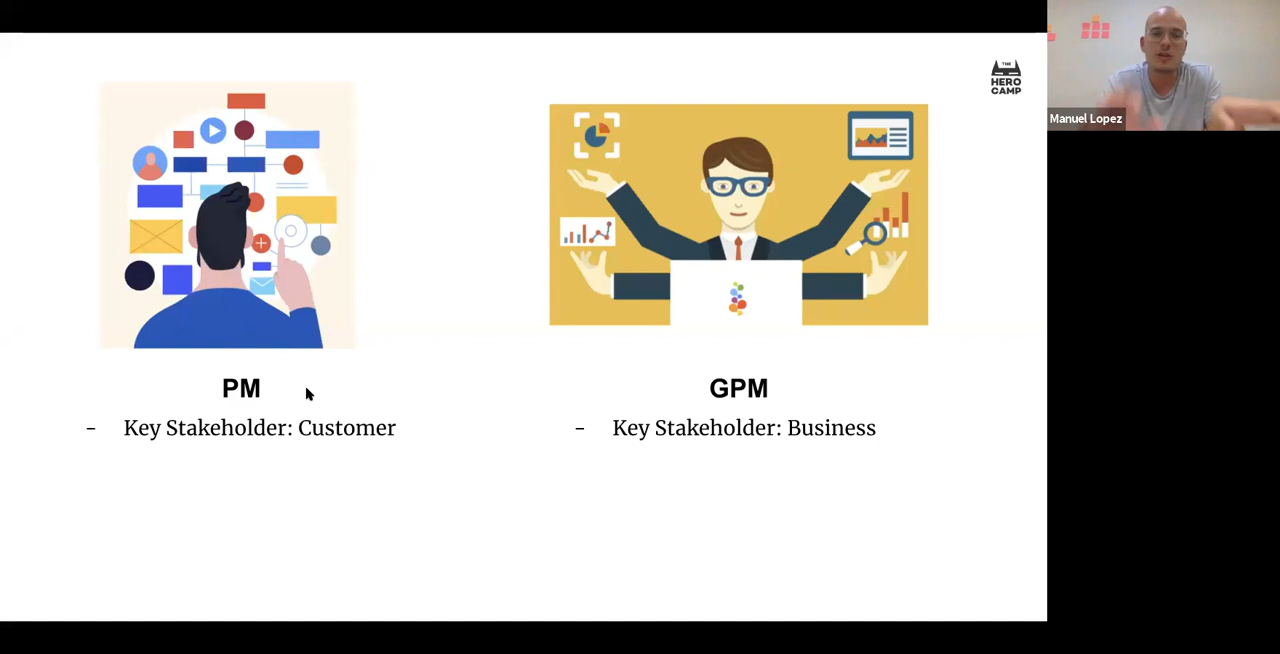 THE
HERO
CAMP
Manuel Lopez
PM
- Key Stakeholder: Customer
GPM
- Key Stakeholder: Business